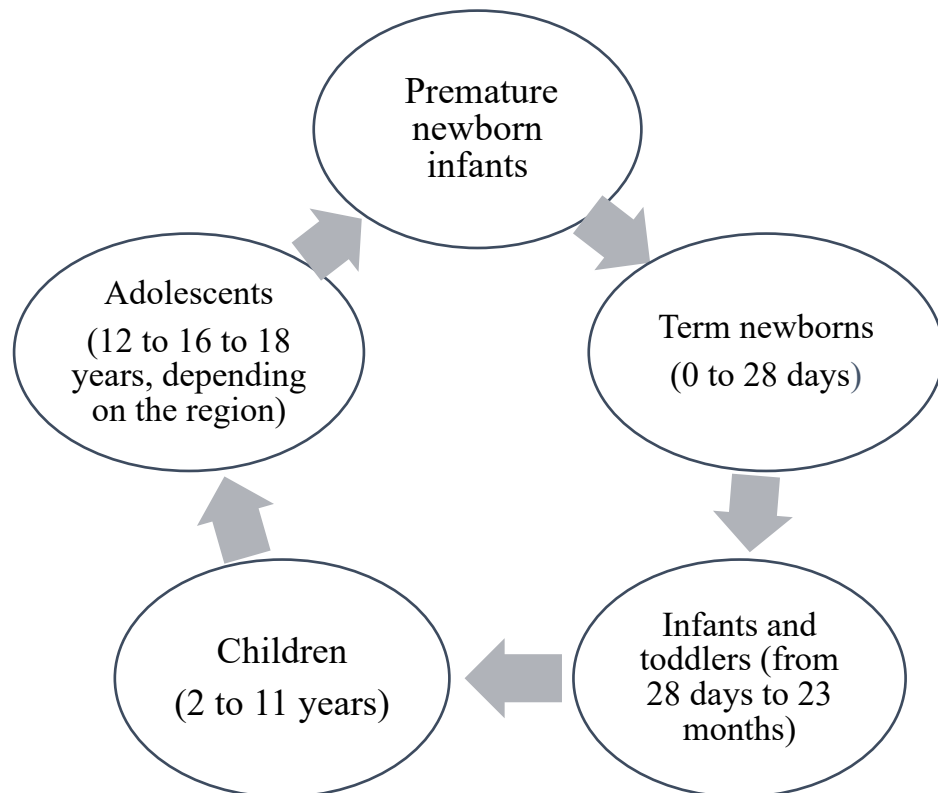 Premature
newborn
infants
Term newborns
(0 to 28 days)
Infants and
toddlers (from
28 days to 23
months)
Children
(2 to 11 years)
Adolescents
(12 to 16 to 18
years, depending
on the region)